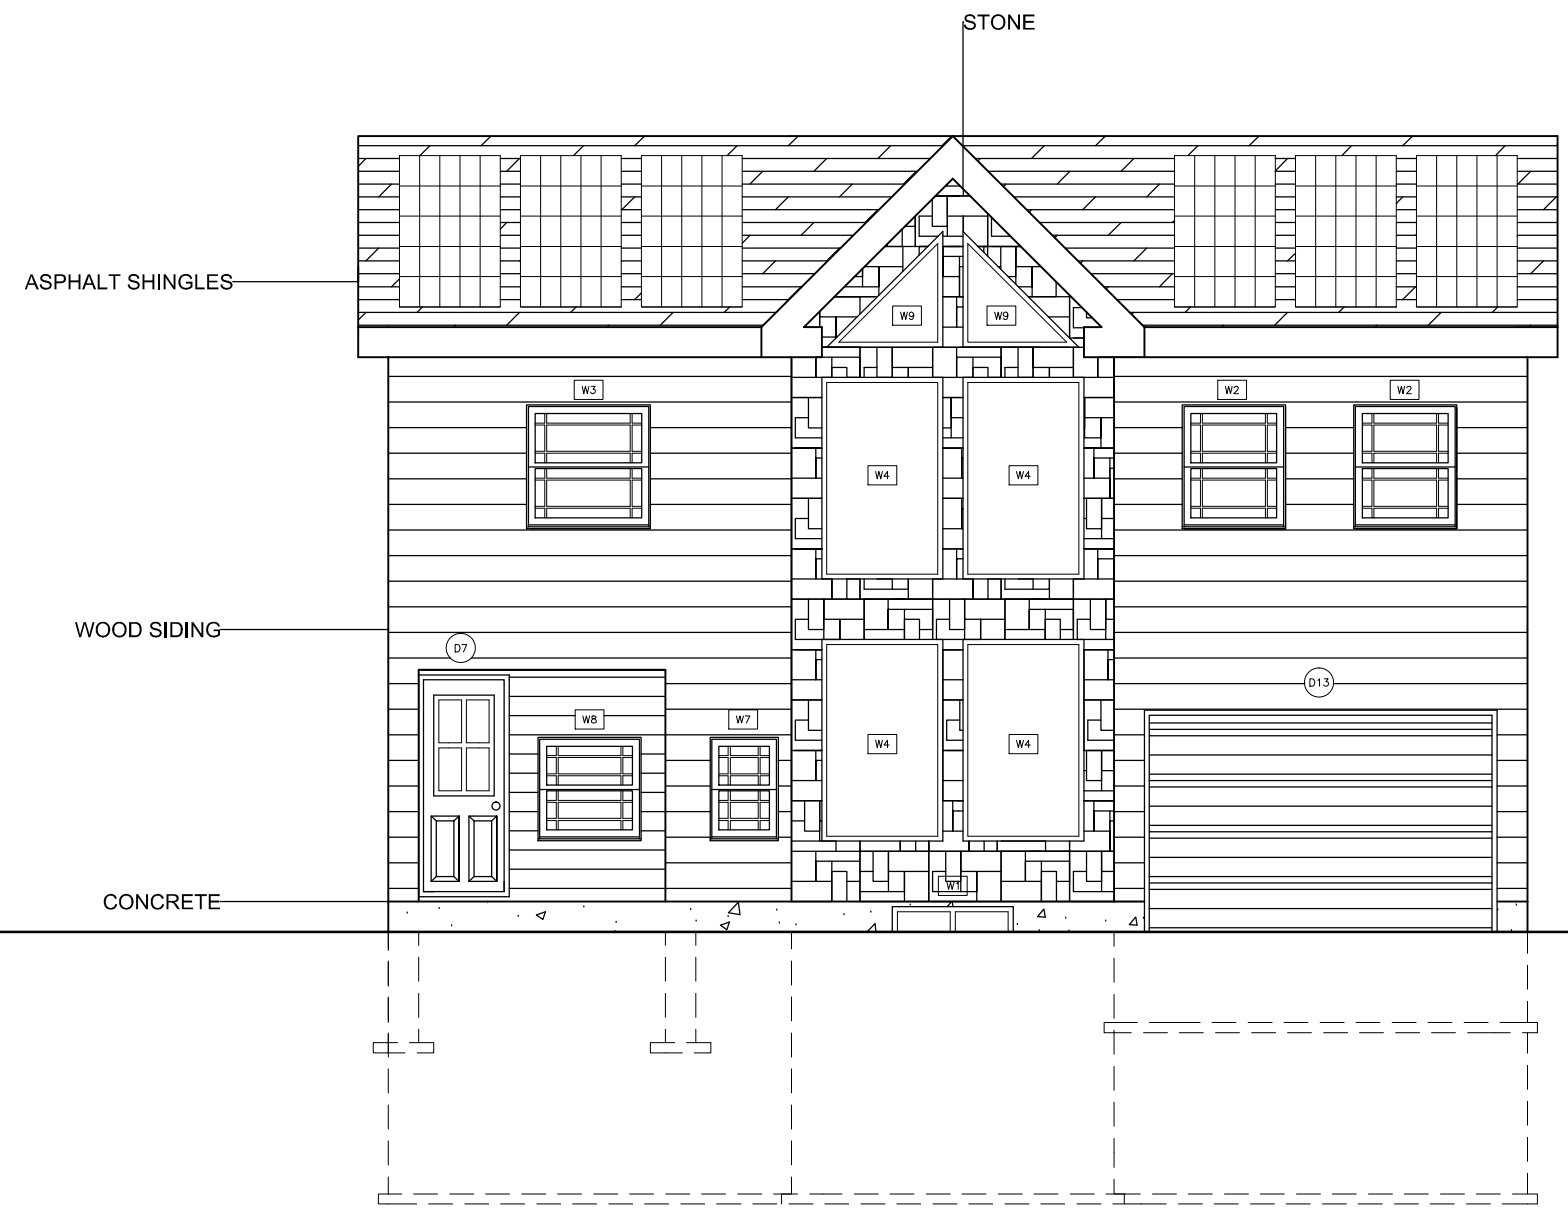 STONE
ASPHALT SHINGLES
W9 W9
W3 W2 W2
W4 W4
WOOD SIDING
D7
D13
W8 W7
W4 W4
W1
CONCRETE